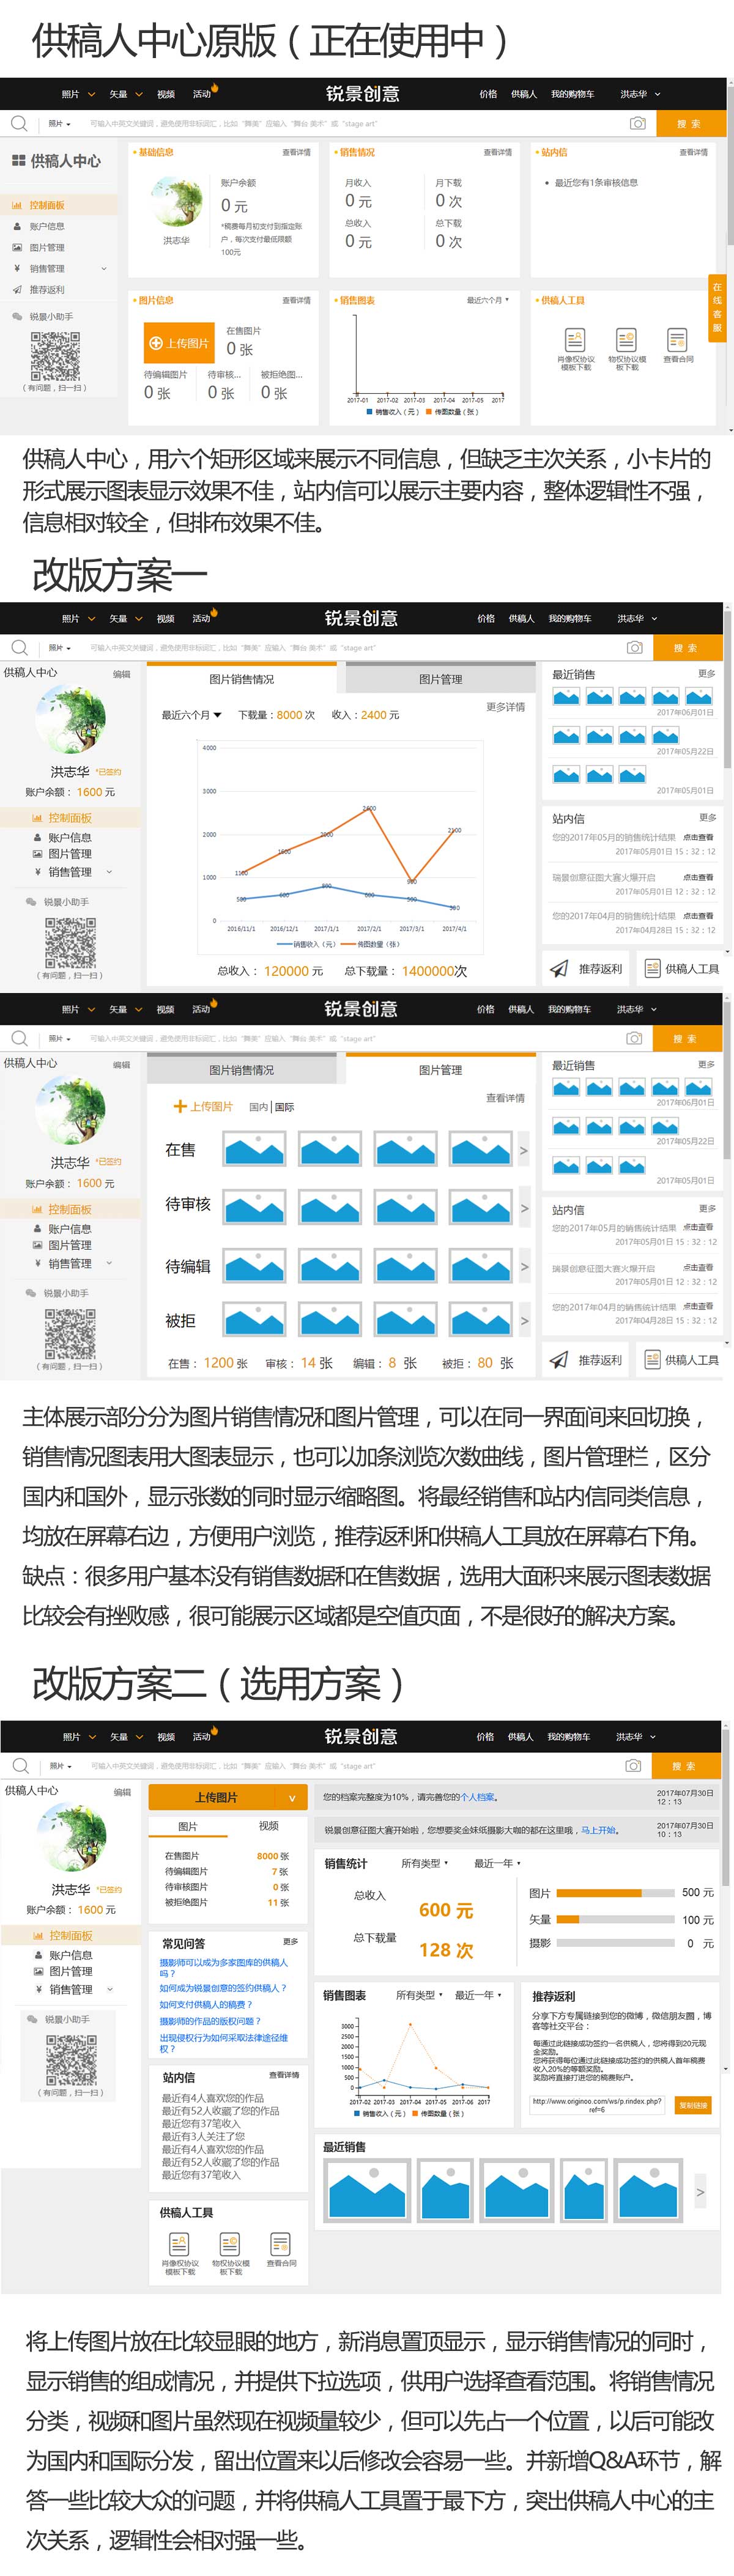 供稿人中心原版（正在使用中）
照片 矢量 视频 活动 锐景创意 价格 供稿人 我的购物车 洪志华
照片 可输入中英文关键词，避免使用非标词汇，比如“舞美”应输入“舞台 美术”或“stage art” 搜 索
供稿人中心
控制面板
账户信息
图片管理
¥ 销售管理
推荐返利
锐景小助手
（有问题，扫一扫）
基础信息 查看详情
洪志华
账户余额
0 元
*稿费每月初支付到指定账
户，每次支付最低限额
100元
销售情况 查看详情
月收入 月下载
0 元 0 次
总收入 总下载
0 元 0 次
站内信 查看详情
最近您有1条审核信息
在线客服
图片信息 查看详情
上传图片
在售图片
0 张
待编辑图片 待审核... 被拒绝图...
0 张 0 张 0 张
销售图表 最近六个月
2017-01 2017-02 2017-03 2017-04 2017-05 2017
销售收入（元） 传图数量（张）
供稿人工具
肖像权协议 物权协议模 查看合同
模板下载 板下载
供稿人中心，用六个矩形区域来展示不同信息，但缺乏主次关系，小卡片的
形式展示图表显示效果不佳，站内信可以展示主要内容，整体逻辑性不强，
信息相对较全，但排布效果不佳。
改版方案一
照片 矢量 视频 活动 锐景创意 价格 供稿人 我的购物车 洪志华
照片 可输入中英文关键词，避免使用非标词汇，比如“舞美”应输入“舞台 美术”或“stage art” 搜 索
供稿人中心 编辑
洪志华 *已签约
账户余额： 1600 元
控制面板
账户信息
图片管理
¥ 销售管理
锐景小助手
（有问题，扫一扫）
图片销售情况 图片管理
最近六个月 下载量：8000 次 收入：2400 元 更多详情
4000
3000
2000
1000
0
1100 1600 2000 2600 900 2100
500 600 800 600 500 300
2016/11/1 2016/12/1 2017/1/1 2017/2/1 2017/3/1 2017/4/1
销售收入（元） 传图数量（张）
总收入： 120000 元 总下载量： 1400000次
最近销售 更多
2017年06月01日
2017年05月22日
2017年05月01日
站内信 更多
您的2017年05月的销售统计结果 点击查看
2017年05月01日 15：32：12
瑞景创意征图大赛火爆开启 点击查看
2017年05月01日 12：32：12
您的2017年04月的销售统计结果 点击查看
2017年04月28日 15：32：12
推荐返利 供稿人工具
照片 矢量 视频 活动 锐景创意 价格 供稿人 我的购物车 洪志华
照片 可输入中英文关键词，避免使用非标词汇，比如“舞美”应输入“舞台 美术”或“stage art” 搜 索
供稿人中心 编辑
洪志华 *已签约
账户余额： 1600 元
控制面板
账户信息
图片管理
¥ 销售管理
锐景小助手
（有问题，扫一扫）
图片销售情况 图片管理
上传图片 国内|国际 查看详情
在售 >
待审核 >
待编辑 >
被拒 >
在售： 1200 张 审核： 14 张 编辑： 8 张 被拒： 80 张
最近销售 更多
2017年06月01日
2017年05月22日
2017年05月01日
站内信 更多
您的2017年05月的销售统计结果 点击查看
2017年05月01日 15：32：12
瑞景创意征图大赛火爆开启 点击查看
2017年05月01日 12：32：12
您的2017年04月的销售统计结果 点击查看
2017年04月28日 15：32：12
推荐返利 供稿人工具
主体展示部分分为图片销售情况和图片管理，可以在同一界面间来回切换，
销售情况图表用大图表显示，也可以加条浏览次数曲线，图片管理栏，区分
国内和国外，显示张数的同时显示缩略图。将最经销售和站内信同类信息，
均放在屏幕右边，方便用户浏览，推荐返利和供稿人工具放在屏幕右下角。
缺点：很多用户基本没有销售数据和在售数据，选用大面积来展示图表数据
比较会有挫败感，很可能展示区域都是空值页面，不是很好的解决方案。
改版方案二（选用方案）
照片 矢量 视频 活动 锐景创意 价格 供稿人 我的购物车 洪志华
照片 可输入中英文关键词，避免使用非标词汇，比如“舞美”应输入“舞台 美术”或“stage art” 搜 索
供稿人中心 编辑
洪志华 *已签约
账户余额： 1600 元
控制面板
账户信息
图片管理
¥ 销售管理
锐景小助手
（有问题，扫一扫）
上传图片 v
图片 视频
在售图片 8000 张
待编辑图片 7 张
待审核图片 0 张
被拒绝图片 11 张
常见问答 更多
摄影师可以成为多家图库的供稿人
吗？
如何成为锐景创意的签约供稿人？
如何支付供稿人的稿费？
摄影师的作品的版权问题？
出现侵权行为如何采取法律途径维
权？
站内信 查看详情
最近有4人喜欢您的作品
最近有52人收藏了您的作品
最近您有37笔收入
最近有3人关注了您
最近有4人喜欢您的作品
最近有52人收藏了您的作品
最近您有37笔收入
供稿人工具
肖像权协议 物权协议模 查看合同
模板下载 板下载
您的档案完整度为10%，请完善您的个人档案。 2017年07月30日
12：13
锐景创意征图大赛开始啦，您想要奖金妹纸摄影大咖的都在这里哦，马上开始。 2017年07月30日
10：13
销售统计 所有类型 最近一年
总收入 600 元
总下载量 128 次
图片 500 元
矢量 100 元
摄影 0 元
销售图表 所有类型 最近一年
3000
2500
2000
1500
1000
500
0
2017-02 2017-03 2017-04 2017-05 2017-06 2017
销售收入（元） 传图数量（张）
推荐返利
分享下方专属链接到您的微博，微信朋友圈，博
客等社交平台：
每通过此链接成功签约一名供稿人，您将得到20元现
金奖励。
您将获得每位通过此链接成功签约的供稿人首年稿费
收入20%的等额奖励。
奖励将直接打进您的稿费账户。
http://www.originoo.com/ws/p.rindex.php?
ref=6
复制链接
最近销售
>
将上传图片放在比较显眼的地方，新消息置顶显示，显示销售情况的同时，
显示销售的组成情况，并提供下拉选项，供用户选择查看范围。将销售情况
分类，视频和图片虽然现在视频量较少，但可以先占一个位置，以后可能改
为国内和国际分发，留出位置来以后修改会容易一些。并新增Q&A环节，解
答一些比较大众的问题，并将供稿人工具置于最下方，突出供稿人中心的主
次关系，逻辑性会相对强一些。